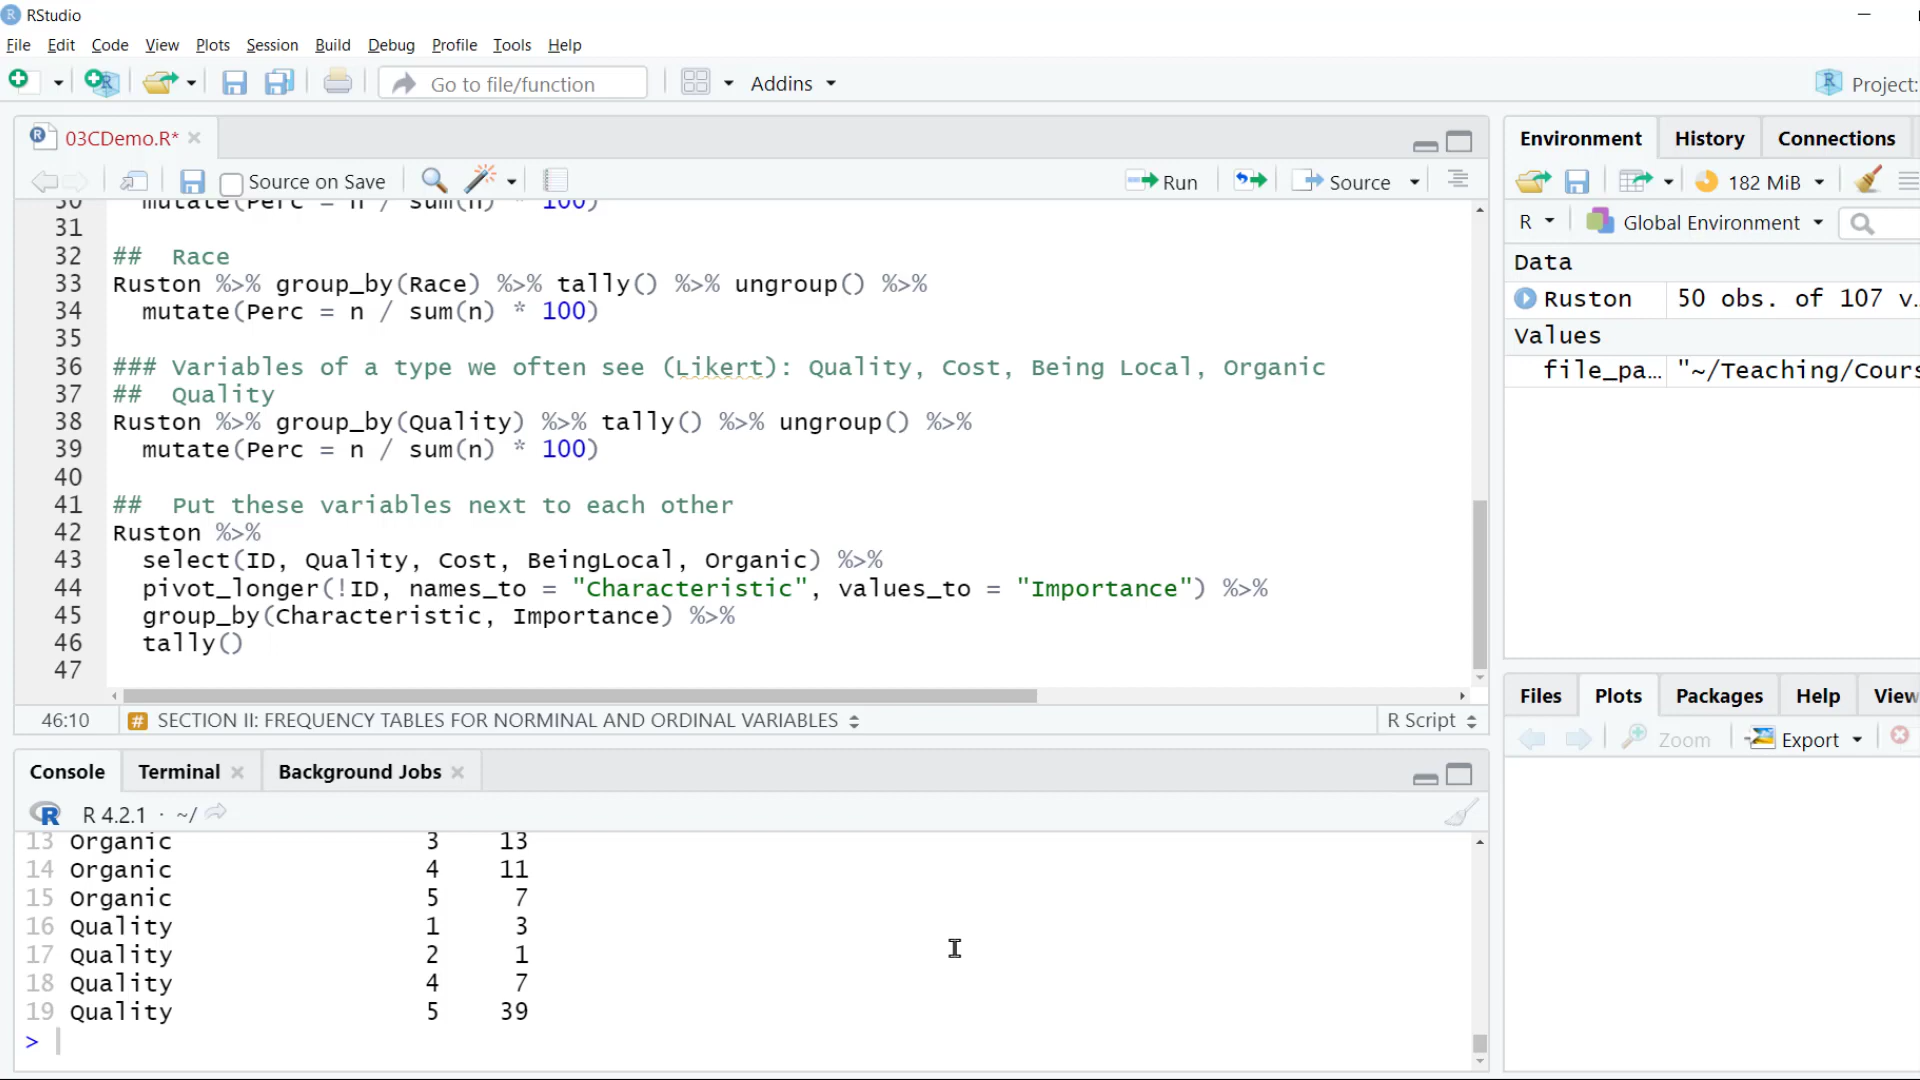 RStudio
File Edit Code View Plots Session Build Debug Profile Tools Help
Go to file/function Addins Project:
03CDemo.R*
Source on Save Run Source
30 mutate(Perc = n / sum(n) * 100)
31
32 ##  Race
33 Ruston %>% group_by(Race) %>% tally() %>% ungroup() %>%
34   mutate(Perc = n / sum(n) * 100)
35
36 ### Variables of a type we often see (Likert): Quality, Cost, Being Local, Organic
37 ##  Quality
38 Ruston %>% group_by(Quality) %>% tally() %>% ungroup() %>%
39   mutate(Perc = n / sum(n) * 100)
40
41 ##  Put these variables next to each other
42 Ruston %>%
43   select(ID, Quality, Cost, BeingLocal, Organic) %>%
44   pivot_longer(!ID, names_to = "Characteristic", values_to = "Importance") %>%
45   group_by(Characteristic, Importance) %>%
46   tally()
47
46:10 # SECTION II: FREQUENCY TABLES FOR NORMINAL AND ORDINAL VARIABLES R Script
Console Terminal Background Jobs
R 4.2.1 · ~/
13 Organic 3 13
14 Organic 4 11
15 Organic 5 7
16 Quality 1 3
17 Quality 2 1
18 Quality 4 7
19 Quality 5 39
>
Environment History Connections
182 MiB
R Global Environment
Data
Ruston 50 obs. of 107 v…
Values
file_pa… "~/Teaching/Cours
Files Plots Packages Help View
Zoom Export